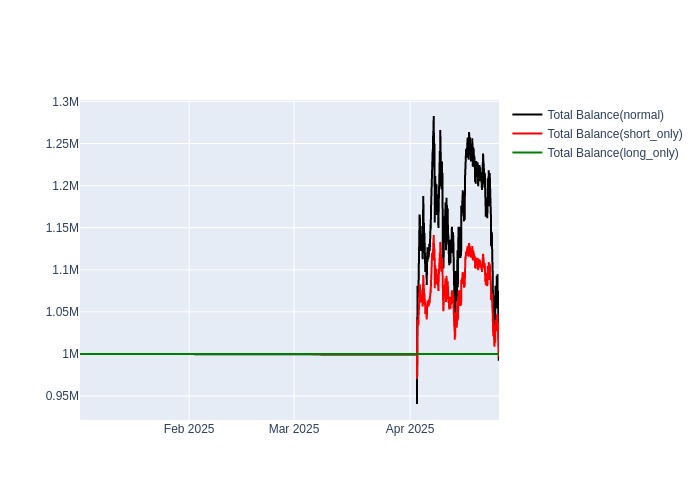 1.3M
1.25M
1.2M
1.15M
1.1M
1.05M
1M
0.95M
Feb 2025
Mar 2025
Apr 2025
Total Balance(normal)
Total Balance(short_only)
Total Balance(long_only)